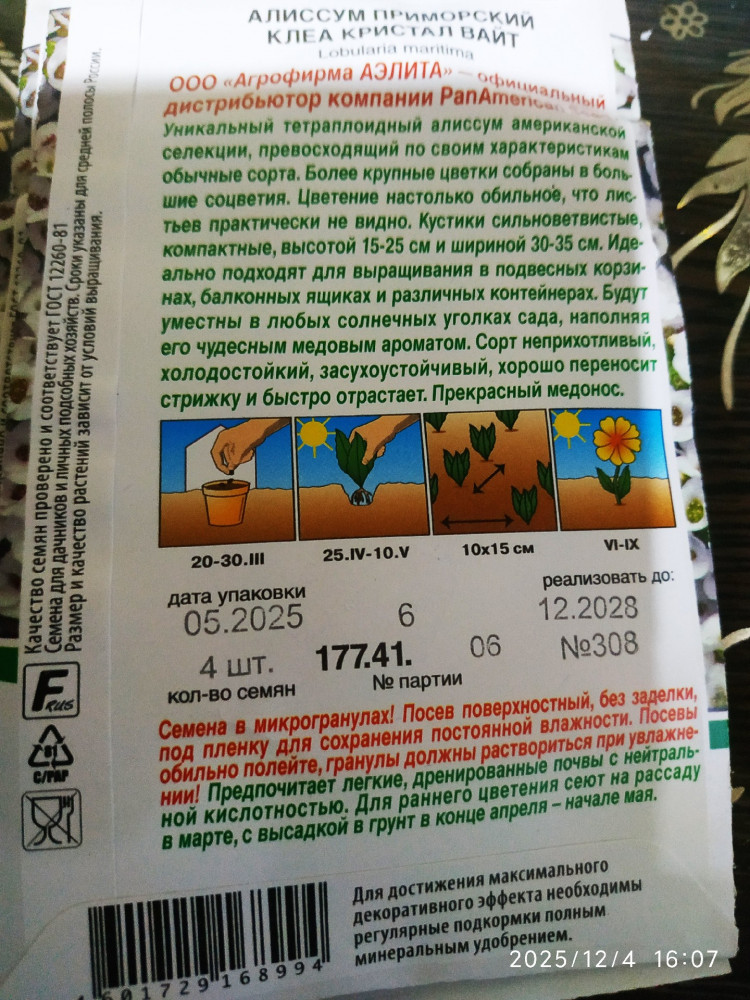 АЛИССУМ ПРИМОРСКИЙ
КЛЕА КРИСТАЛ ВАЙТ
Lobularia maritima
ООО «Агрофирма АЭЛИТА» – официальный
дистрибьютор компании PanAmerican
Уникальный тетраплоидный алиссум американской
селекции, превосходящий по своим характеристикам
обычные сорта. Более крупные цветки собраны в боль-
шие соцветия. Цветение настолько обильное, что лис-
тьев практически не видно. Кустики сильноветвистые,
компактные, высотой 15-25 см и шириной 30-35 см. Иде-
ально подходят для выращивания в подвесных корзи-
нах, балконных ящиках и различных контейнерах. Будут
уместны в любых солнечных уголках сада, наполняя
его чудесным медовым ароматом. Сорт неприхотливый,
холодостойкий, засухоустойчивый, хорошо переносит
стрижку и быстро отрастает. Прекрасный медонос.
20-30.III 25.IV-10.V 10x15 см VI-IX
дата упаковки реализовать до:
05.2025 6 12.2028
4 шт. 177.41. 06 №308
кол-во семян № партии
Семена в микрогранулах! Посев поверхностный, без заделки,
под пленку для сохранения постоянной влажности. Посевы
обильно полейте, гранулы должны раствориться при увлажне-
нии! Предпочитает легкие, дренированные почвы с нейтраль-
ной кислотностью. Для раннего цветения сеют на рассаду
в марте, с высадкой в грунт в конце апреля – начале мая.
Для достижения максимального
декоративного эффекта необходимы
регулярные подкормки полным
минеральным удобрением.
4 601729 168994
Качество семян проверено и соответствует ГОСТ 12260-81
Семена для дачников и личных подсобных хозяйств. Сроки указаны для средней полосы России.
Размер и качество растений зависит от условий выращивания.
F RUS
81
C/PAP
2025/12/4 16:07